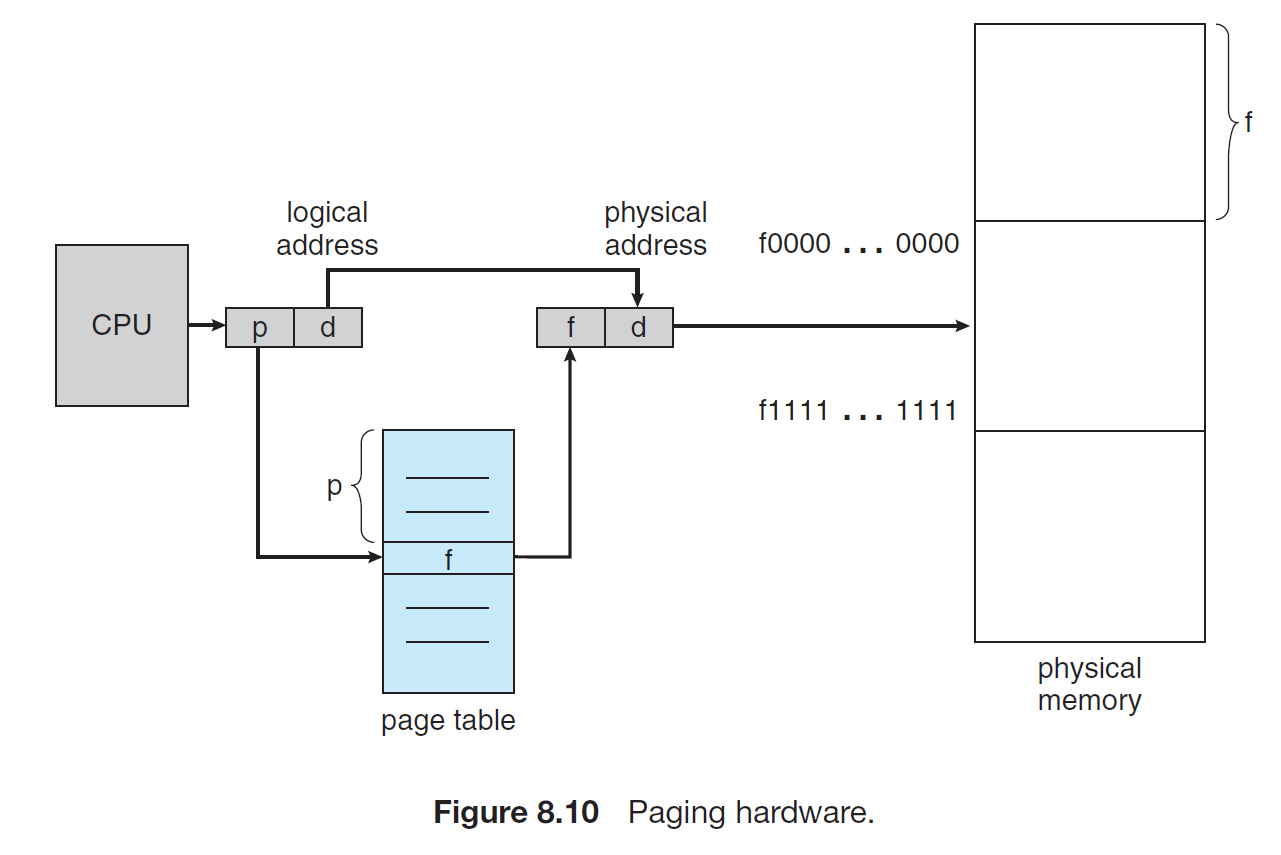 f
logical
address
physical
address
f0000 ... 0000
CPU
p
d
f
d
f1111 ... 1111
p
f
physical
memory
page table
Figure 8.10 Paging hardware.